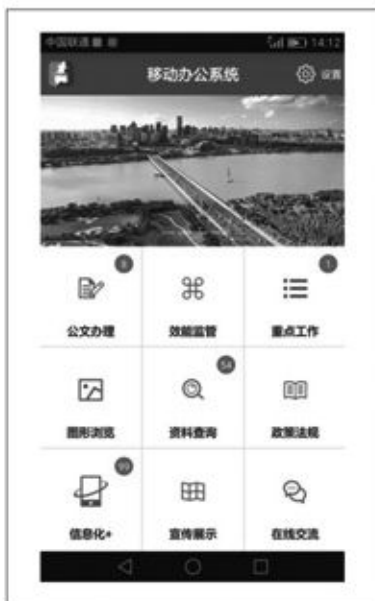 中国联通 14:12
移动办公系统 设置
1
公文办理 效能监管 重点工作
54
图形浏览 资料查询 政策法规
99
信息化+ 宣传展示 在线交流